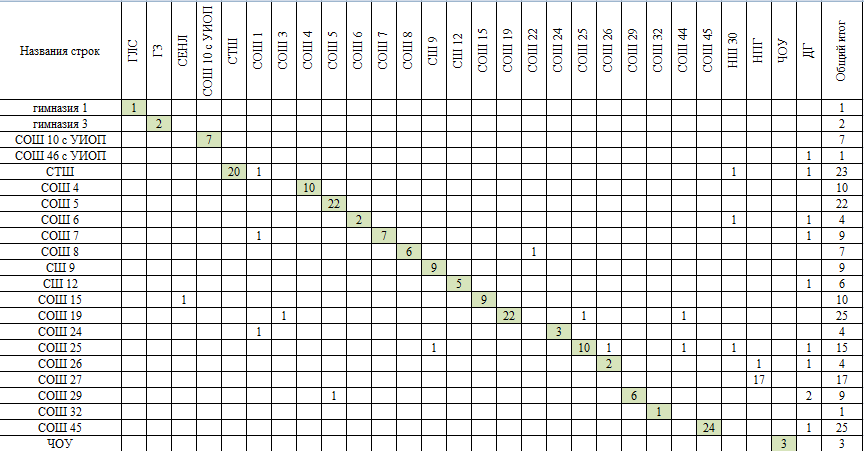 Названия строк ГЛС ГЗ СЕНЛ СОШ 10 с УИОП СТШ СОШ 1 СОШ 3 СОШ 4 СОШ 5 СОШ 6 СОШ 7 СОШ 8 СШ 9 СШ 12 СОШ 15 СОШ 19 СОШ 22 СОШ 24 СОШ 25 СОШ 26 СОШ 29 СОШ 32 СОШ 44 СОШ 45 НШ 30 НПГ ЧОУ ДГ Общий итог
гимназия 1 1 1
гимназия 3 2 2
СОШ 10 с УИОП 7 7
СОШ 46 с УИОП 1 1
СТШ 20 1 1 1 23
СОШ 4 10 10
СОШ 5 22 22
СОШ 6 2 1 1 4
СОШ 7 1 7 1 9
СОШ 8 6 1 7
СШ 9 9 9
СШ 12 5 1 6
СОШ 15 1 9 10
СОШ 19 1 22 1 1 25
СОШ 24 1 3 4
СОШ 25 1 10 1 1 1 1 15
СОШ 26 2 1 1 4
СОШ 27 17 17
СОШ 29 1 6 2 9
СОШ 32 1 1
СОШ 45 24 1 25
ЧОУ 3 3